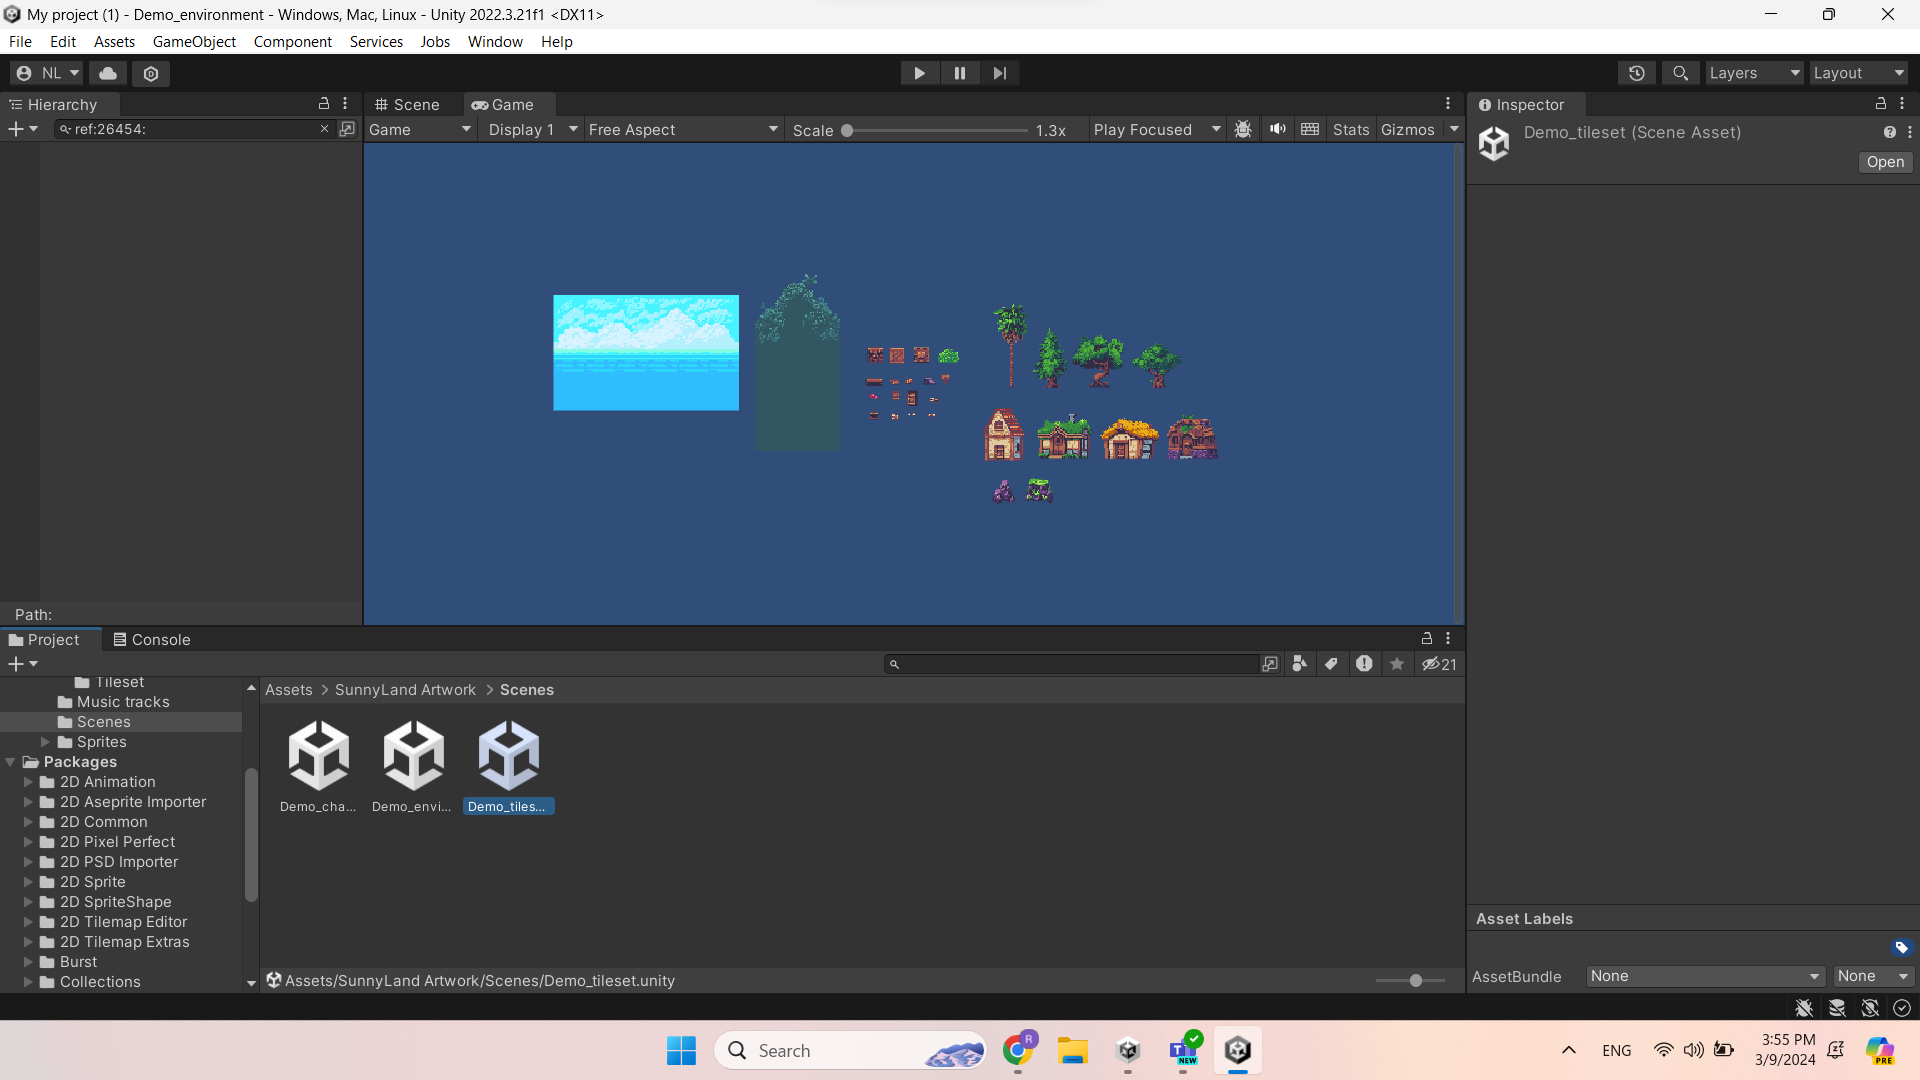 My project (1) - Demo_environment - Windows, Mac, Linux - Unity 2022.3.21f1 <DX11>
File Edit Assets GameObject Component Services Jobs Window Help
NL Layers Layout
Hierarchy Scene Game Inspector
ref:26454: Game Display 1 Free Aspect Scale 1.3x Play Focused Stats Gizmos
Demo_tileset (Scene Asset)
Open
Path:
Project Console
21
Assets > SunnyLand Artwork > Scenes
Tileset
Music tracks
Scenes
Sprites
Packages
2D Animation
2D Aseprite Importer
2D Common
2D Pixel Perfect
2D PSD Importer
2D Sprite
2D SpriteShape
2D Tilemap Editor
2D Tilemap Extras
Burst
Collections
Demo_cha... Demo_envi... Demo_tiles...
Assets/SunnyLand Artwork/Scenes/Demo_tileset.unity
Asset Labels
AssetBundle None None
Search
R
T
NEW
ENG
3:55 PM
3/9/2024
PRE